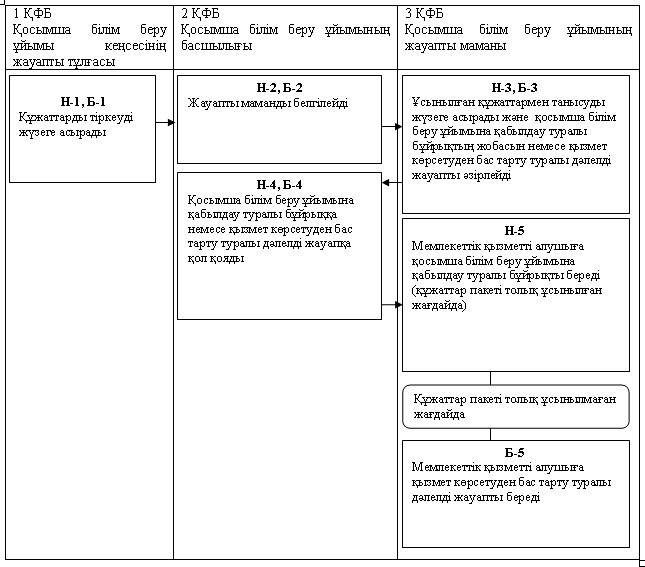 1 ҚФБ
Қосымша білім беру
ұйымы кеңсесінің
жауапты тұлғасы
2 ҚФБ
Қосымша білім беру ұйымының
басшылығы
3 ҚФБ
Қосымша білім беру ұйымының
жауапты маманы
Н-1, Б-1
Құжаттарды тіркеуді
жүзеге асырады
Н-2, Б-2
Жауапты маманды белгілейді
Н-3, Б-3
Ұсынылған құжаттармен танысуды
жүзеге асырады және қосымша білім
беру ұйымына қабылдау туралы
бұйрықтың жобасын немесе қызмет
көрсетуден бас тарту туралы дәлелді
жауапты әзірлейді
Н-4, Б-4
Қосымша білім беру ұйымына
қабылдау туралы бұйрыққа
немесе қызмет көрсетуден бас
тарту туралы дәлелді жауапқа
қол қояды
Н-5
Мемлекеттік қызметті алушыға
қосымша білім беру ұйымына
қабылдау туралы бұйрықты береді
(құжаттар пакеті толық ұсынылған
жағдайда)
Құжаттар пакеті толық ұсынылмаған
жағдайда
Б-5
Мемлекеттік қызметті алушыға
қызмет көрсетуден бас тарту туралы
дәлелді жауапты береді